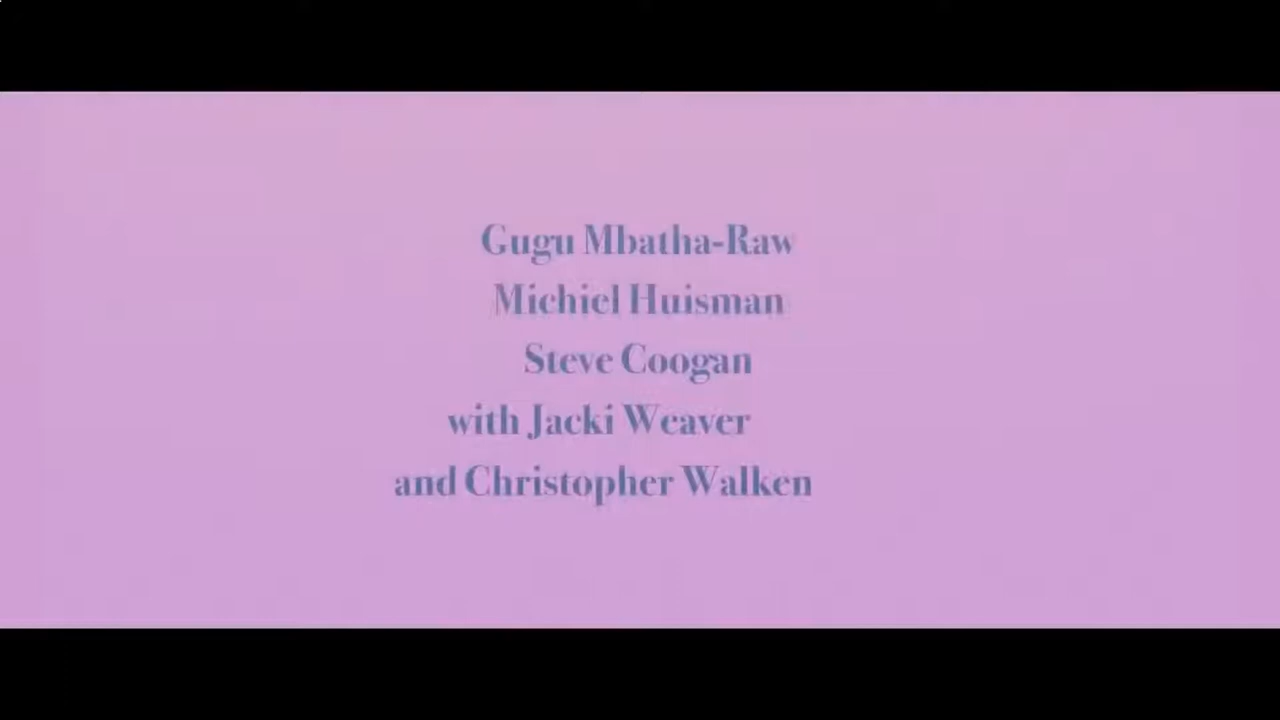 Gugu Mbatha-Raw
Michiel Huisman
Steve Coogan
with Jacki Weaver
and Christopher Walken